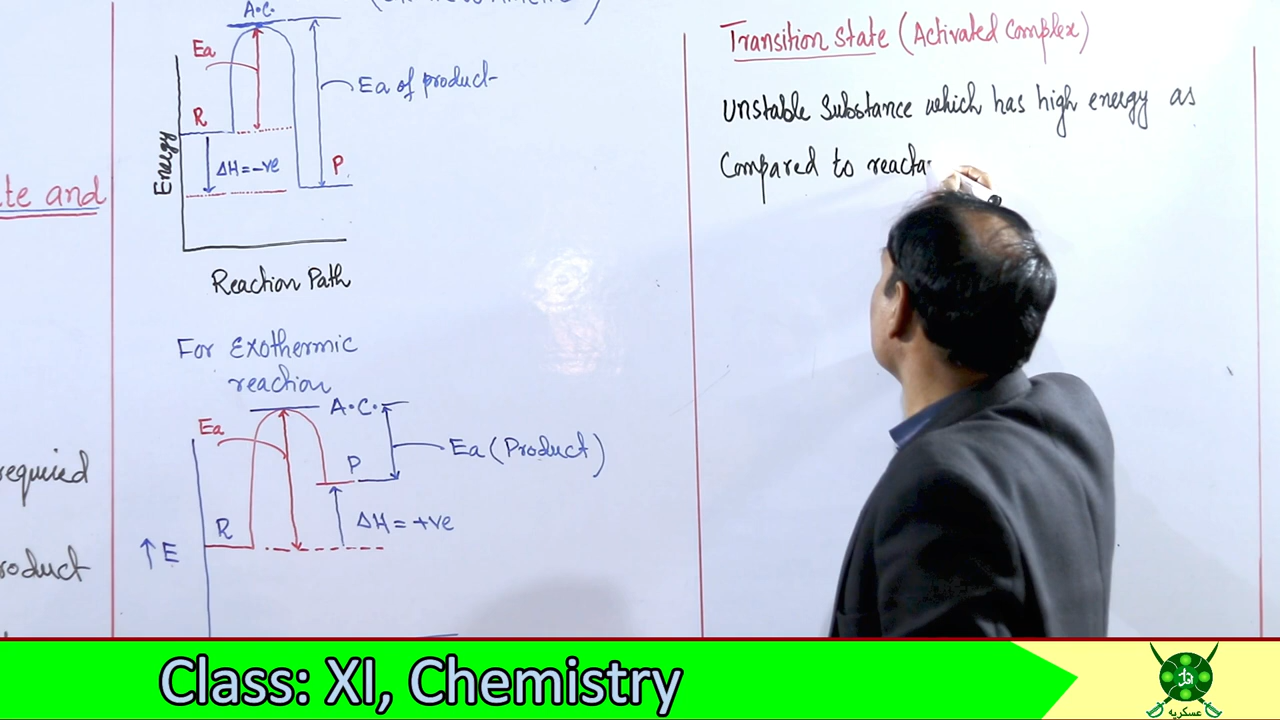 te and
required
roduct
A.C.
Ea
Ea of product
R
Energy
ΔH = -ve
P
Reaction Path
For Exothermic
reaction
A.C.
Ea
Ea (Product)
P
ΔH = +ve
R
↑ E
Transition State (Activated Complex)
Unstable Substance which has high energy as
Compared to reacta
Class: XI, Chemistry
عسکریہ